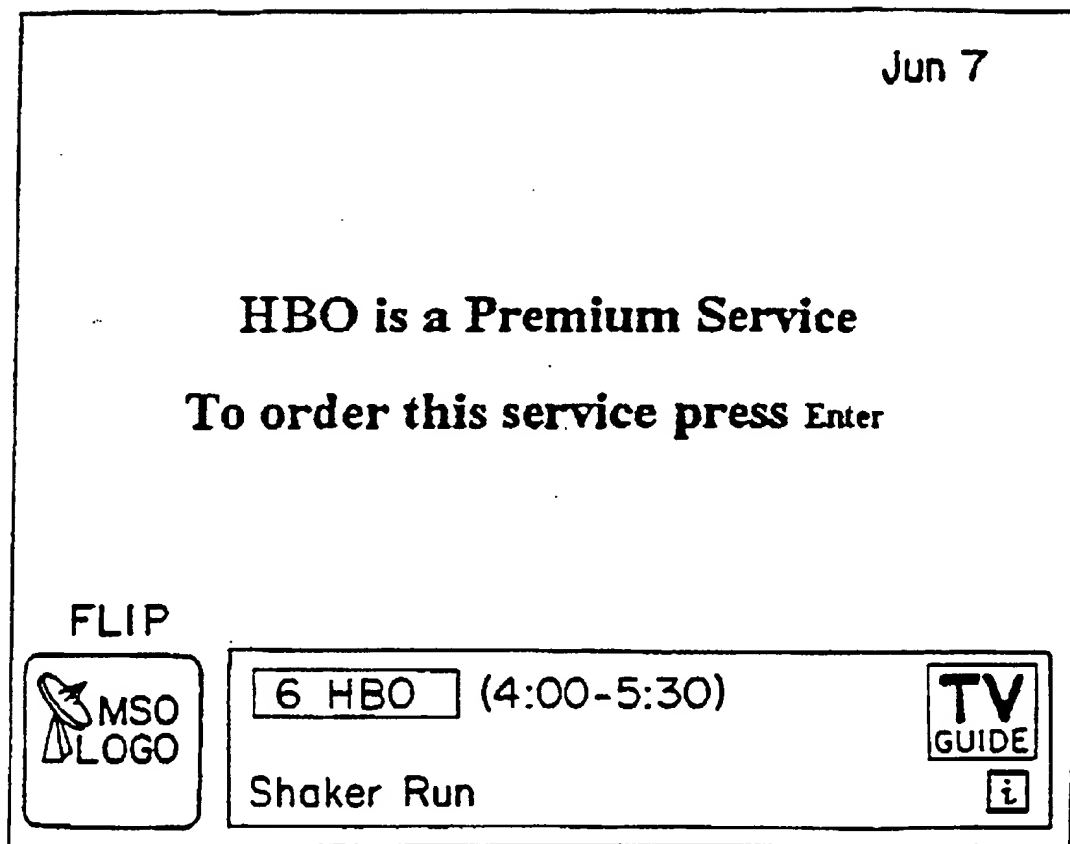 Jun 7
HBO is a Premium Service
To order this service press Enter
FLIP
MSO
LOGO
6 HBO (4:00-5:30)
TV
GUIDE
Shaker Run
i